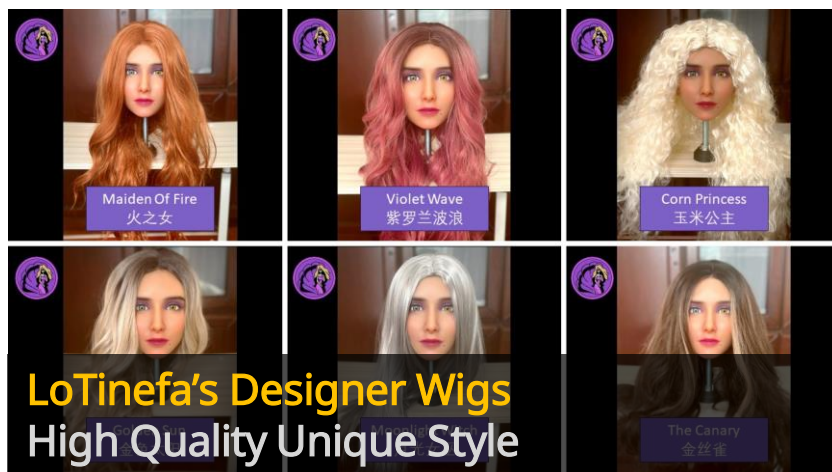 Maiden Of Fire
火之女
Violet Wave
紫罗兰波浪
Corn Princess
玉米公主
The Canary
金丝雀
LoTinefa’s Designer Wigs
High Quality Unique Style